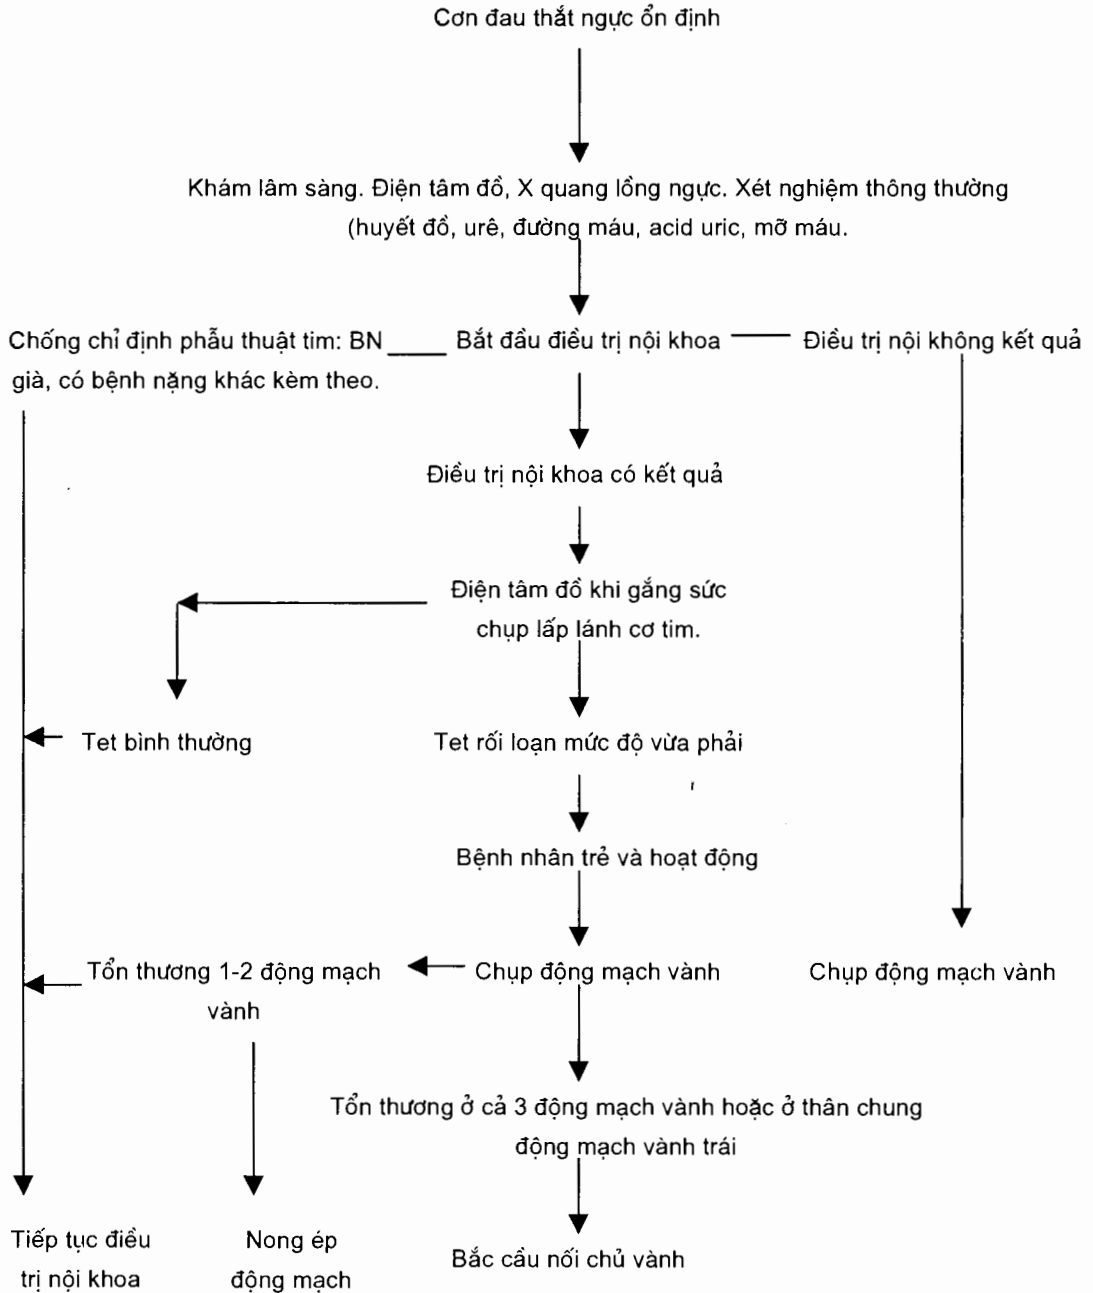 Cơn đau thắt ngực ổn định
Khám lâm sàng. Điện tâm đồ, X quang lồng ngực. Xét nghiệm thông thường
(huyết đồ, urê, đường máu, acid uric, mỡ máu.
Chống chỉ định phẫu thuật tim: BN
già, có bệnh nặng khác kèm theo.
Bắt đầu điều trị nội khoa
Điều trị nội không kết quả
Điều trị nội khoa có kết quả
Điện tâm đồ khi gắng sức
chụp lấp lánh cơ tim.
Tet bình thường
Tet rối loạn mức độ vừa phải
Bệnh nhân trẻ và hoạt động
Tổn thương 1-2 động mạch
vành
Chụp động mạch vành
Chụp động mạch vành
Tổn thương ở cả 3 động mạch vành hoặc ở thân chung
động mạch vành trái
Tiếp tục điều
trị nội khoa
Nong ép
động mạch
Bắc cầu nối chủ vành